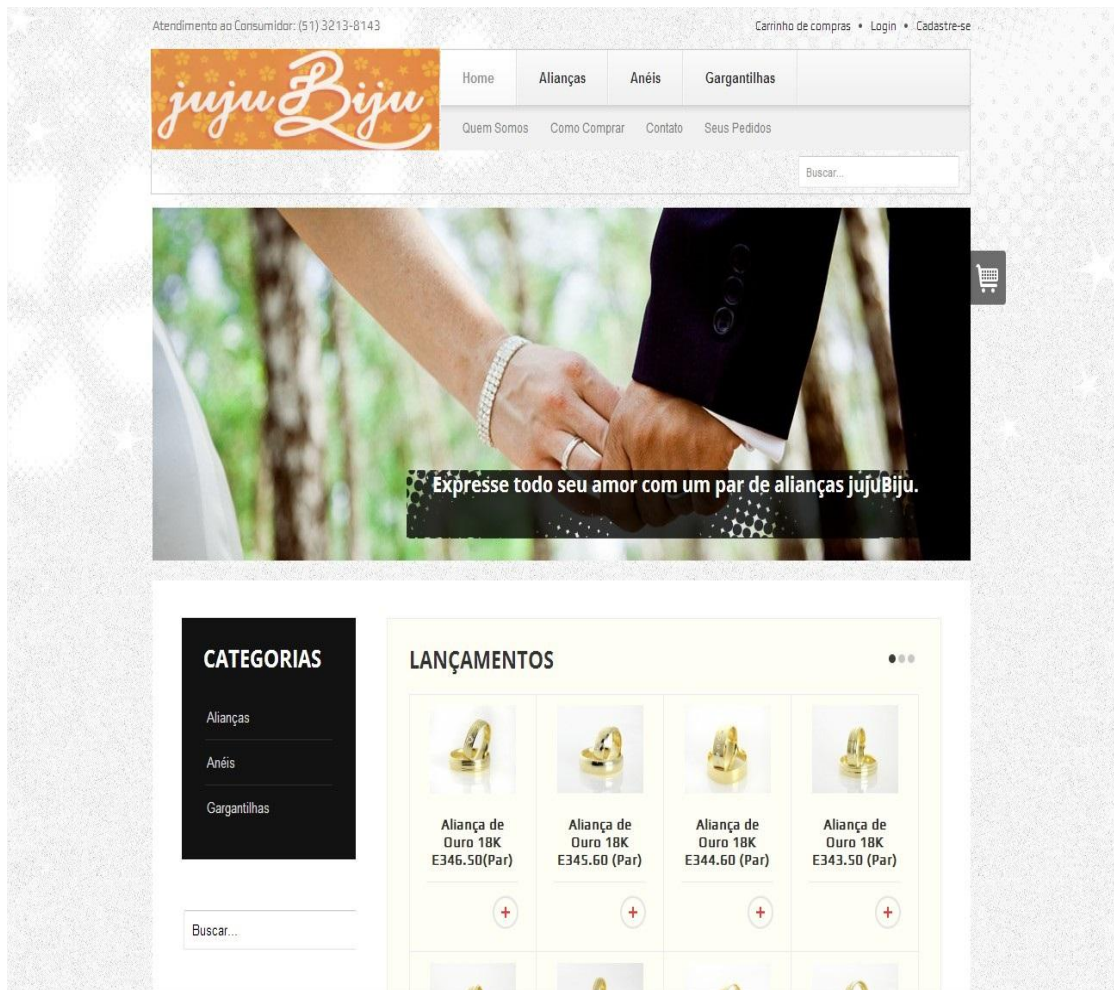 Atendimento ao Consumidor: (51) 3213-8143
Carrinho de compras • Login • Cadastre-se
juju Biju
Home Alianças Anéis Gargantilhas
Quem Somos Como Comprar Contato Seus Pedidos
Buscar...
Expresse todo seu amor com um par de alianças jujuBiju.
CATEGORIAS
Alianças
Anéis
Gargantilhas
Buscar...
LANÇAMENTOS
Aliança de
Ouro 18K
E346.50(Par)
+
Aliança de
Ouro 18K
E345.60 (Par)
+
Aliança de
Ouro 18K
E344.60 (Par)
+
Aliança de
Ouro 18K
E343.50 (Par)
+